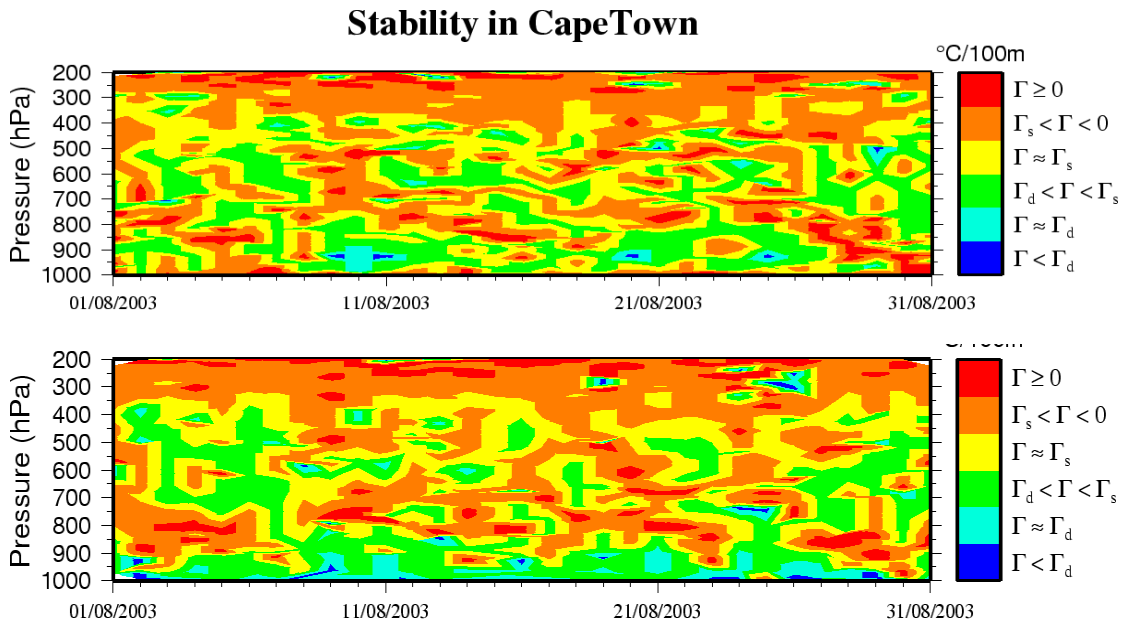 Stability in CapeTown
°C/100m
Pressure (hPa)
200
300
400
500
600
700
800
900
1000
01/08/2003 11/08/2003 21/08/2003 31/08/2003
Γ ≥ 0
Γs < Γ < 0
Γ ≈ Γs
Γd < Γ < Γs
Γ ≈ Γd
Γ < Γd
Pressure (hPa)
200
300
400
500
600
700
800
900
1000
01/08/2003 11/08/2003 21/08/2003 31/08/2003
Γ ≥ 0
Γs < Γ < 0
Γ ≈ Γs
Γd < Γ < Γs
Γ ≈ Γd
Γ < Γd